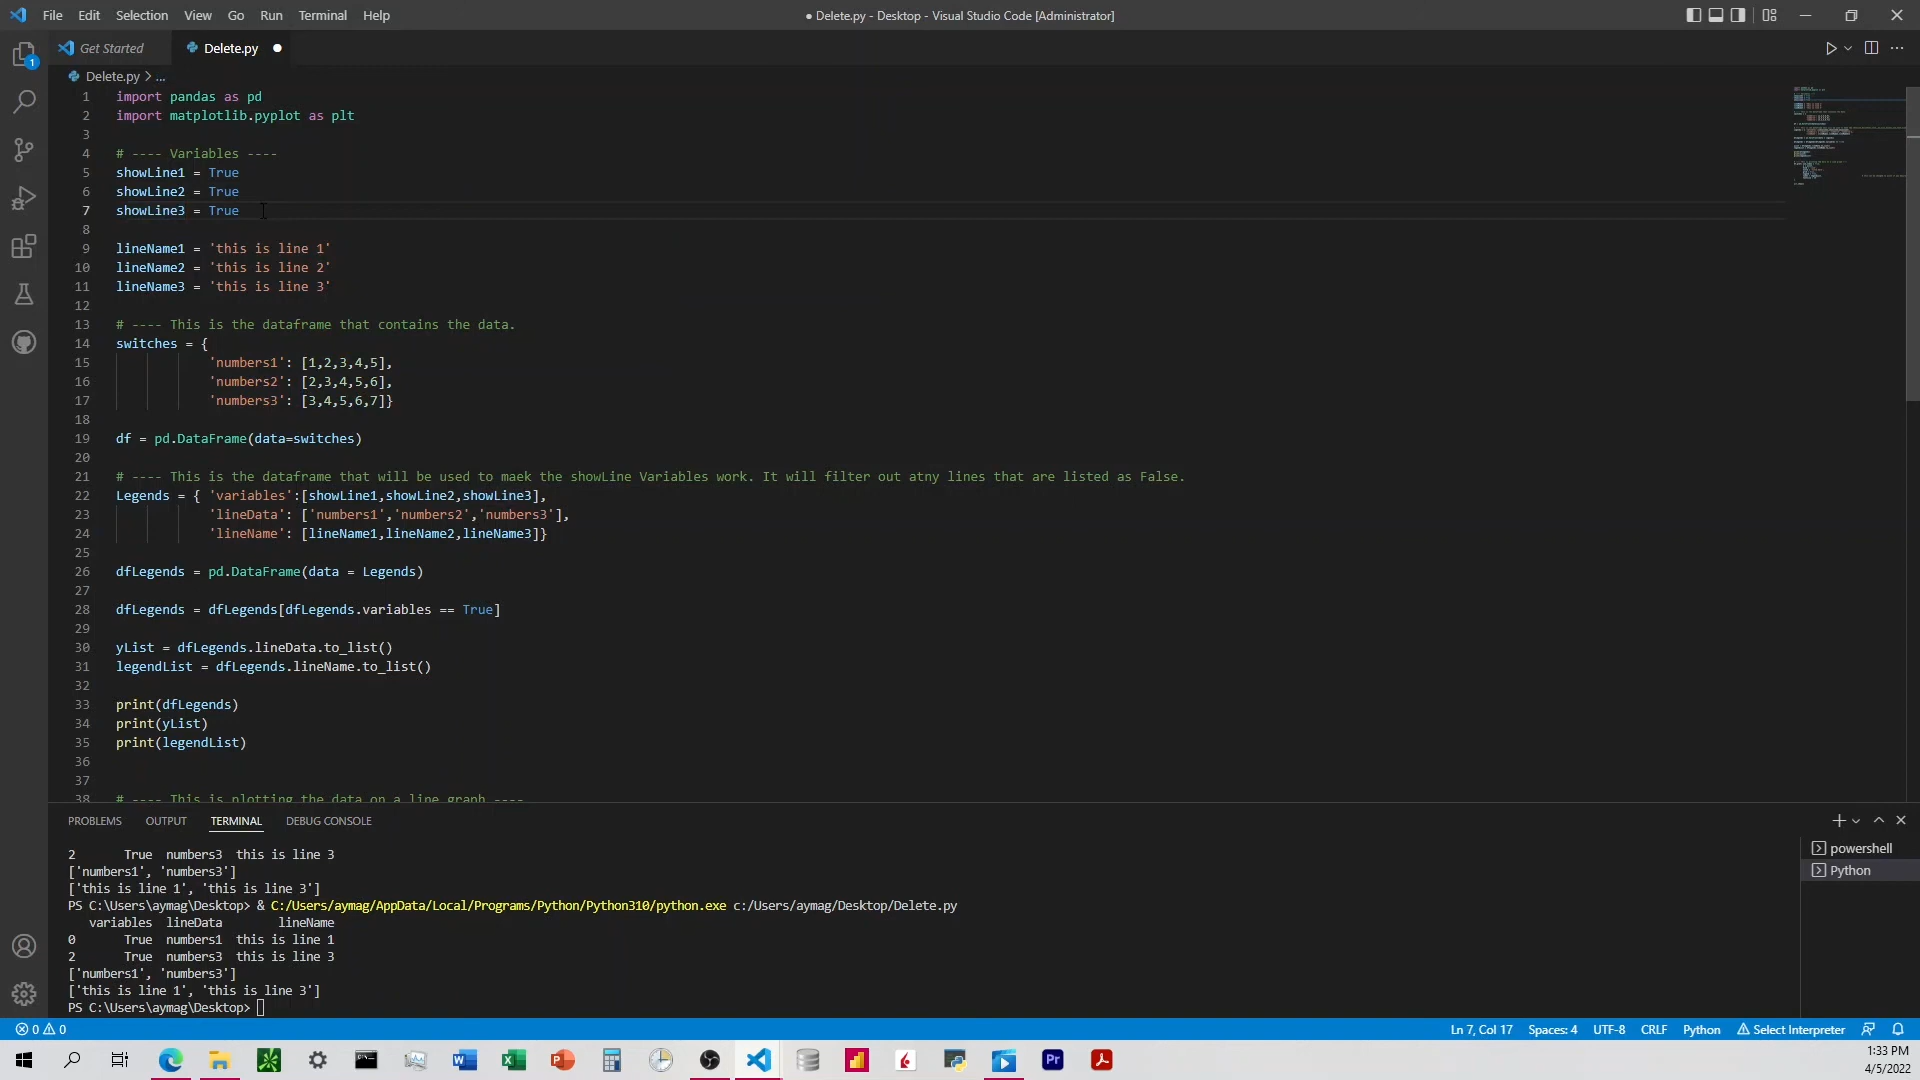 File Edit Selection View Go Run Terminal Help
● Delete.py - Desktop - Visual Studio Code [Administrator]
Get Started Delete.py ●
Delete.py > ...
1 import pandas as pd
2 import matplotlib.pyplot as plt
3
4 # ---- Variables ----
5 showLine1 = True
6 showLine2 = True
7 showLine3 = True
8
9 lineName1 = 'this is line 1'
10 lineName2 = 'this is line 2'
11 lineName3 = 'this is line 3'
12
13 # ---- This is the dataframe that contains the data.
14 switches = {
15 'numbers1': [1,2,3,4,5],
16 'numbers2': [2,3,4,5,6],
17 'numbers3': [3,4,5,6,7]}
18
19 df = pd.DataFrame(data=switches)
20
21 # ---- This is the dataframe that will be used to maek the showLine Variables work. It will filter out atny lines that are listed as False.
22 Legends = { 'variables':[showLine1,showLine2,showLine3],
23 'lineData': ['numbers1','numbers2','numbers3'],
24 'lineName': [lineName1,lineName2,lineName3]}
25
26 dfLegends = pd.DataFrame(data = Legends)
27
28 dfLegends = dfLegends[dfLegends.variables == True]
29
30 yList = dfLegends.lineData.to_list()
31 legendList = dfLegends.lineName.to_list()
32
33 print(dfLegends)
34 print(yList)
35 print(legendList)
36
37
38 # ---- This is plotting the data on a line graph ----
PROBLEMS OUTPUT TERMINAL DEBUG CONSOLE
2 True numbers3 this is line 3
['numbers1', 'numbers3']
['this is line 1', 'this is line 3']
PS C:\Users\aymag\Desktop> & C:/Users/aymag/AppData/Local/Programs/Python/Python310/python.exe c:/Users/aymag/Desktop/Delete.py
variables lineData lineName
0 True numbers1 this is line 1
2 True numbers3 this is line 3
['numbers1', 'numbers3']
['this is line 1', 'this is line 3']
PS C:\Users\aymag\Desktop>
powershell
Python
0 0 Ln 7, Col 17 Spaces: 4 UTF-8 CRLF Python Select Interpreter
1:33 PM
4/5/2022